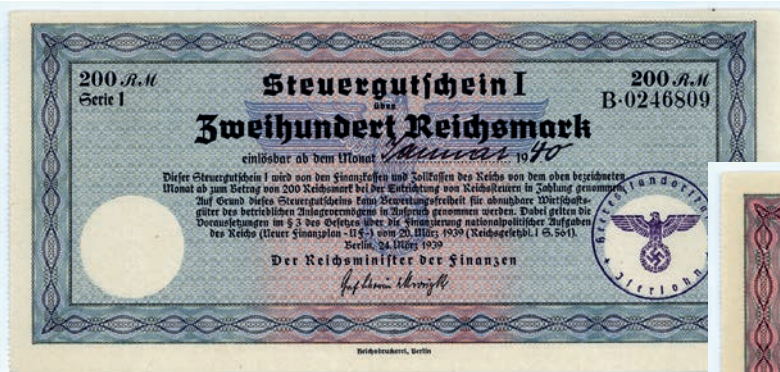 200 RM
Serie I
Steuergutschein I
über
Zweihundert Reichsmark
200 RM
B·0246809
einlösbar ab dem Monat Januar 1940
Dieser Steuergutschein I wird von den Finanzkassen und Zollkassen des Reichs von dem oben bezeichneten
Monat ab zum Betrag von 200 Reichsmark bei der Entrichtung von Reichssteuern in Zahlung genommen.
Auf Grund dieses Steuergutscheins kann Bewertungsfreiheit für abnutzbare Wirtschafts-
güter des betrieblichen Anlagevermögens in Anspruch genommen werden. Dabei gelten die
Voraussetzungen im § 3 des Gesetzes über die Finanzierung nationalpolitischer Aufgaben
des Reichs (Neuer Finanzplan - NF-) vom 20. März 1939 (Reichsgesetzbl. I S. 561).
Berlin, 24. März 1939
Der Reichsminister der Finanzen
Iserlohn
Reichsdruckerei, Berlin